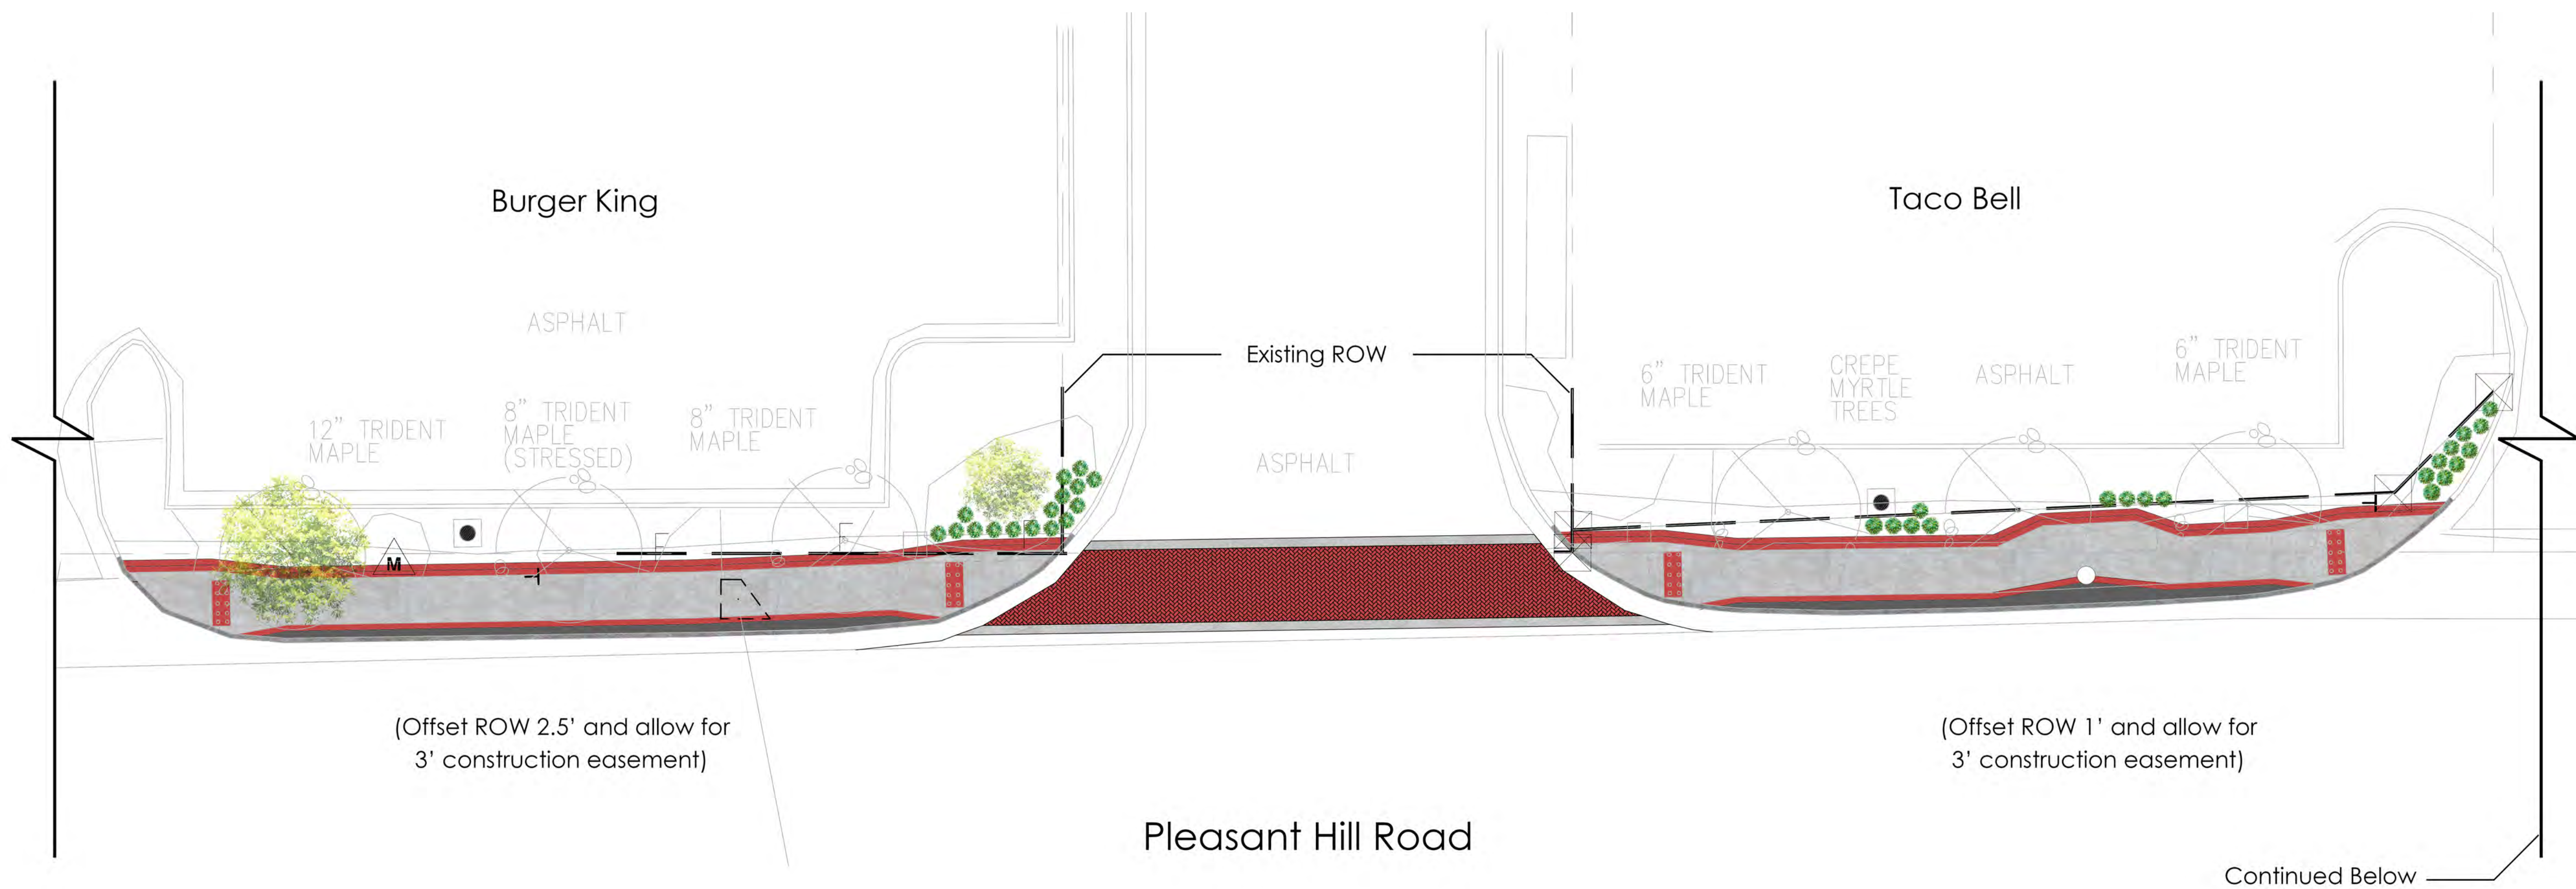 Burger King
Taco Bell
ASPHALT
Existing ROW
12” TRIDENT
MAPLE
8” TRIDENT
MAPLE
(STRESSED)
8” TRIDENT
MAPLE
ASPHALT
6” TRIDENT
MAPLE
CREPE
MYRTLE
TREES
ASPHALT
6” TRIDENT
MAPLE
M
(Offset ROW 2.5’ and allow for
3’ construction easement)
(Offset ROW 1’ and allow for
3’ construction easement)
Pleasant Hill Road
Continued Below